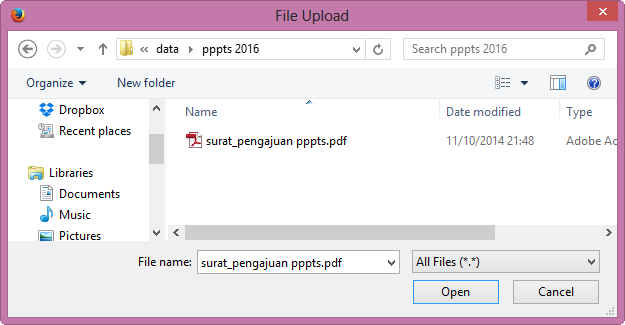 File Upload
data pppts 2016
Search pppts 2016
Organize New folder
Dropbox
Recent places
Libraries
Documents
Music
Pictures
Name Date modified Type
surat_pengajuan pppts.pdf 11/10/2014 21:48 Adobe Ac
File name: surat_pengajuan pppts.pdf All Files (*.*)
Open Cancel